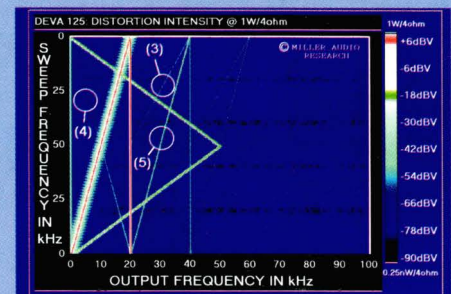 DEVA 125: DISTORTION INTENSITY @ 1W/4ohm
1W/4ohm
© MILLER AUDIO
RESEARCH
SWEEP FREQUENCY IN kHz
0
25
50
25
0
(3)
(4)
(5)
+6dBV
-6dBV
-18dBV
-30dBV
-42dBV
-54dBV
-66dBV
-78dBV
-90dBV
0.25nW/4ohm
0 10 20 30 40 50 60 70 80 90 100
OUTPUT FREQUENCY IN kHz